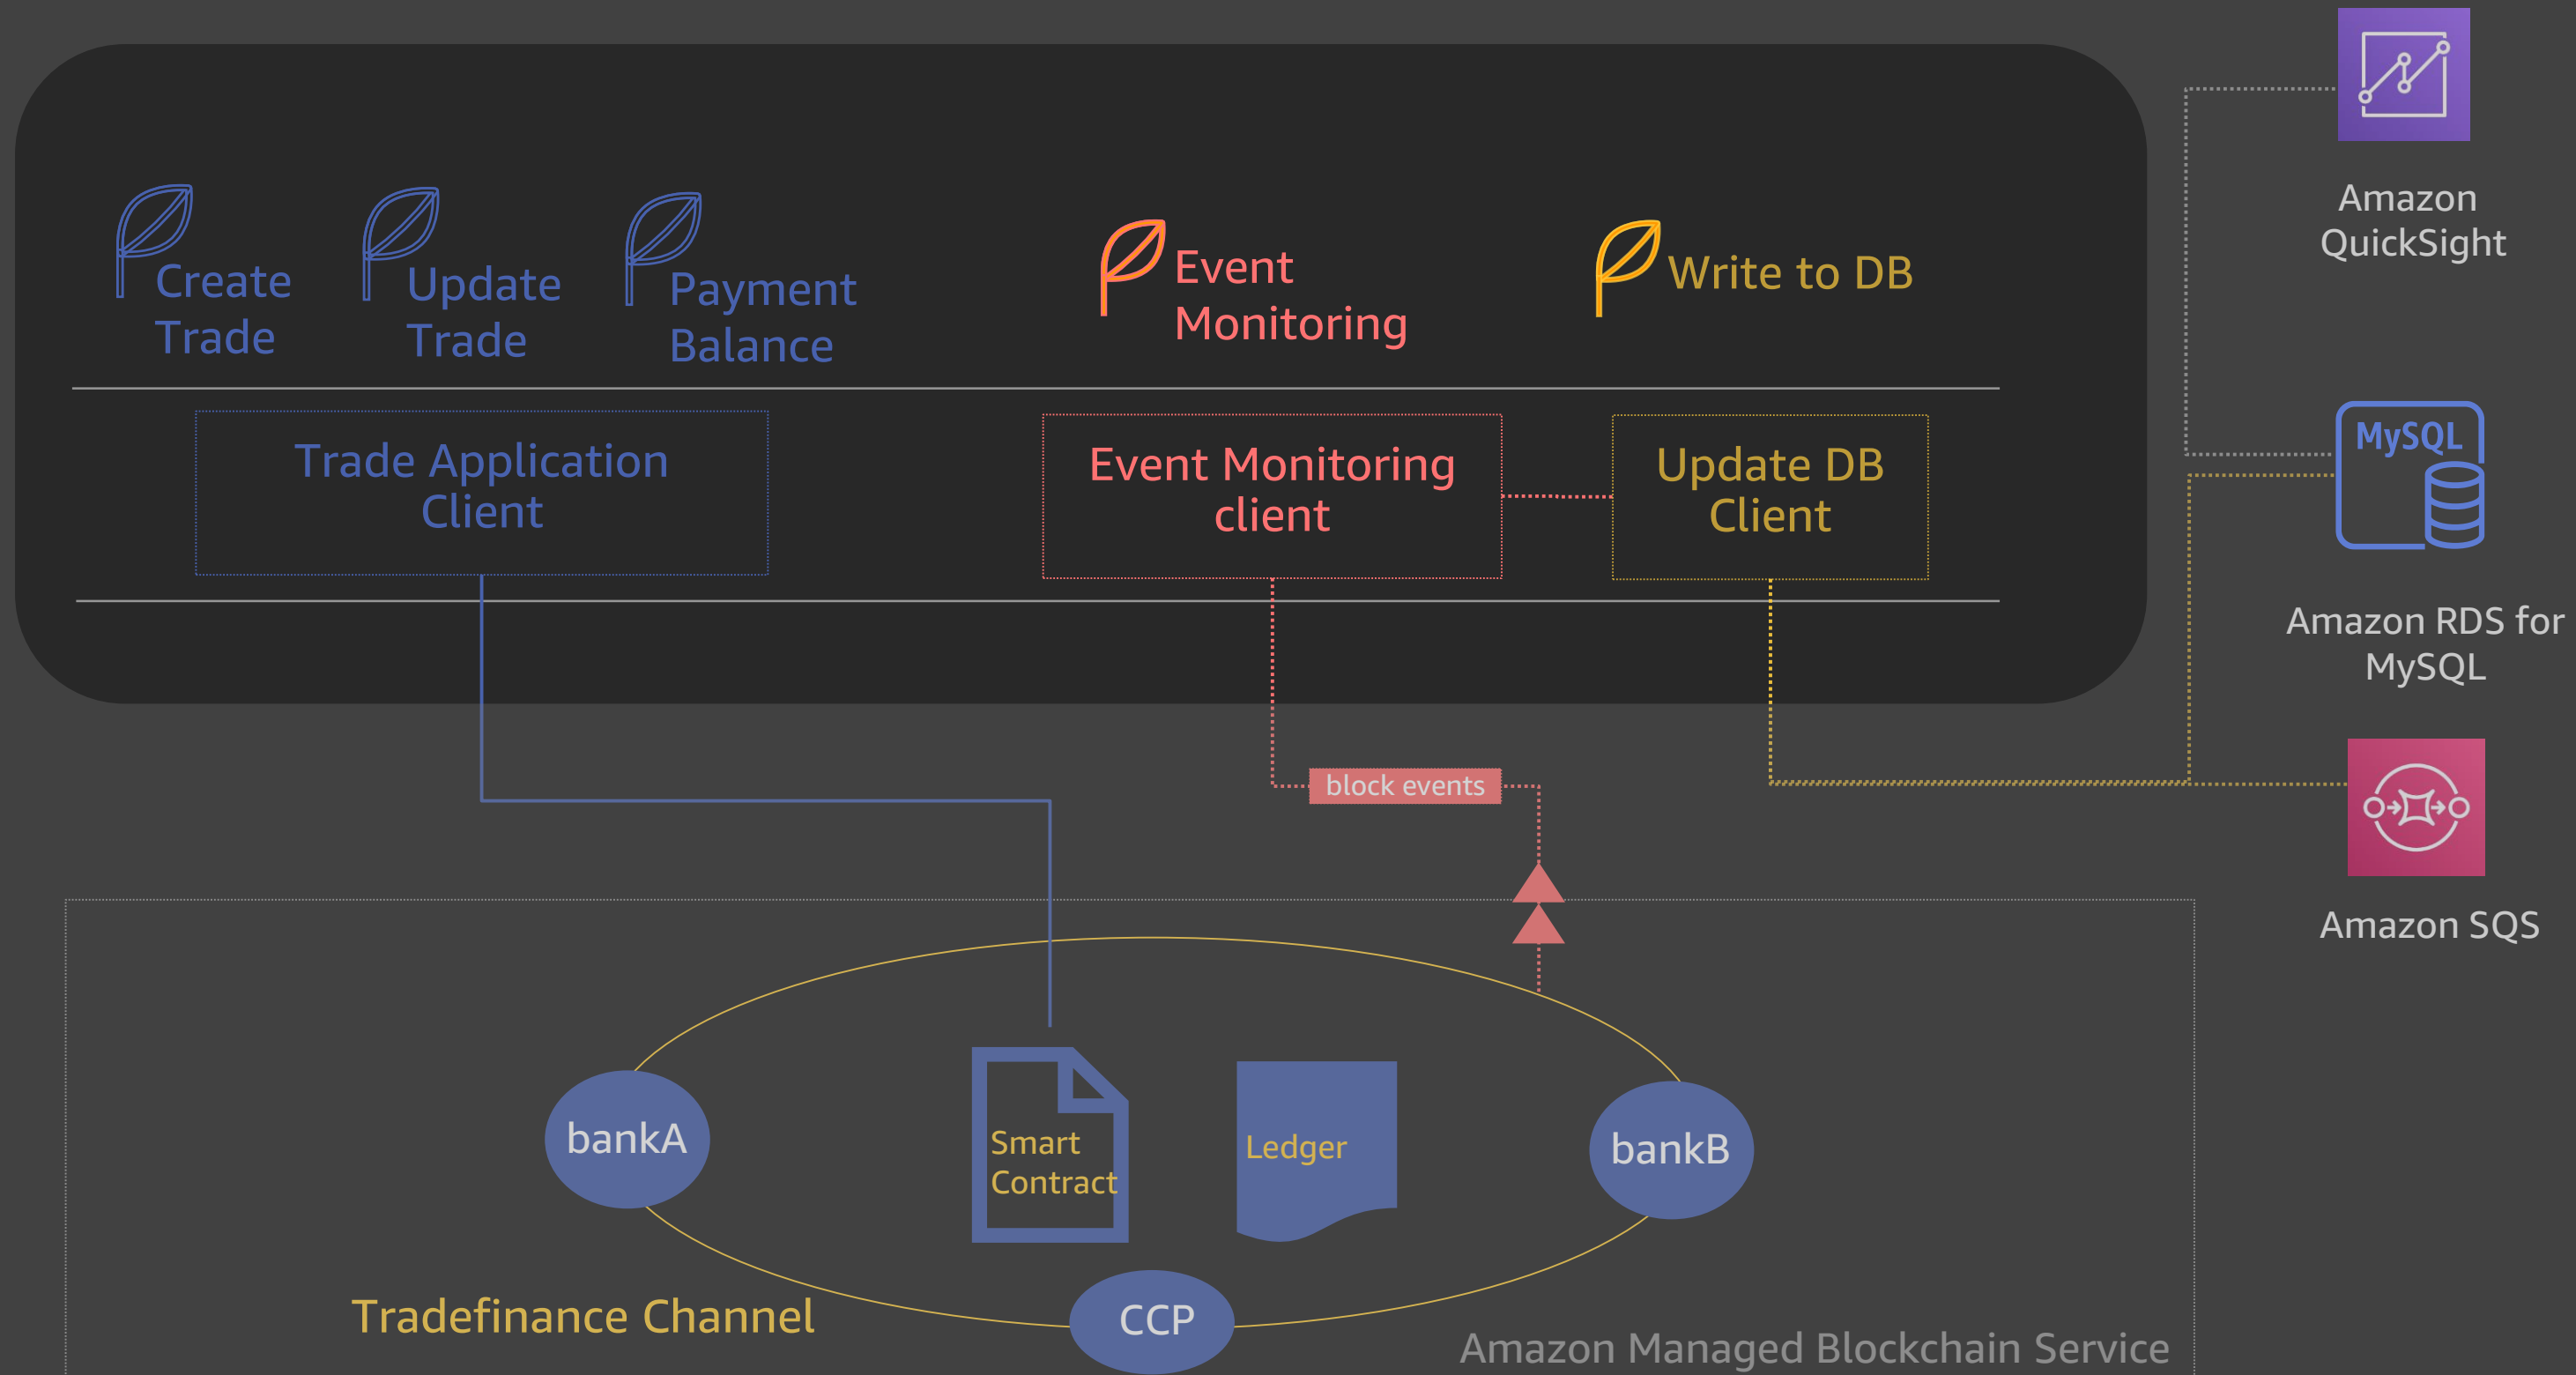 Create
Trade
Update
Trade
Payment
Balance
Event
Monitoring
Write to DB
Trade Application
Client
Event Monitoring
client
Update DB
Client
block events
Amazon
QuickSight
MySQL
Amazon RDS for
MySQL
Amazon SQS
bankA
Smart
Contract
Ledger
bankB
CCP
Tradefinance Channel
Amazon Managed Blockchain Service